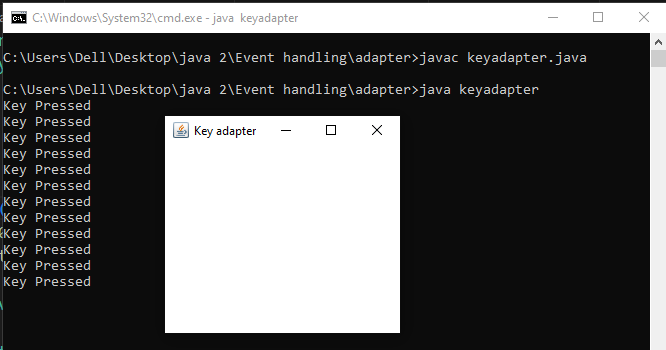 C:\Windows\System32\cmd.exe - java  keyadapter
C:\Users\Dell\Desktop\java 2\Event handling\adapter>javac keyadapter.java
C:\Users\Dell\Desktop\java 2\Event handling\adapter>java keyadapter
Key Pressed
Key Pressed
Key Pressed
Key Pressed
Key Pressed
Key Pressed
Key Pressed
Key Pressed
Key Pressed
Key Pressed
Key Pressed
Key Pressed
Key adapter